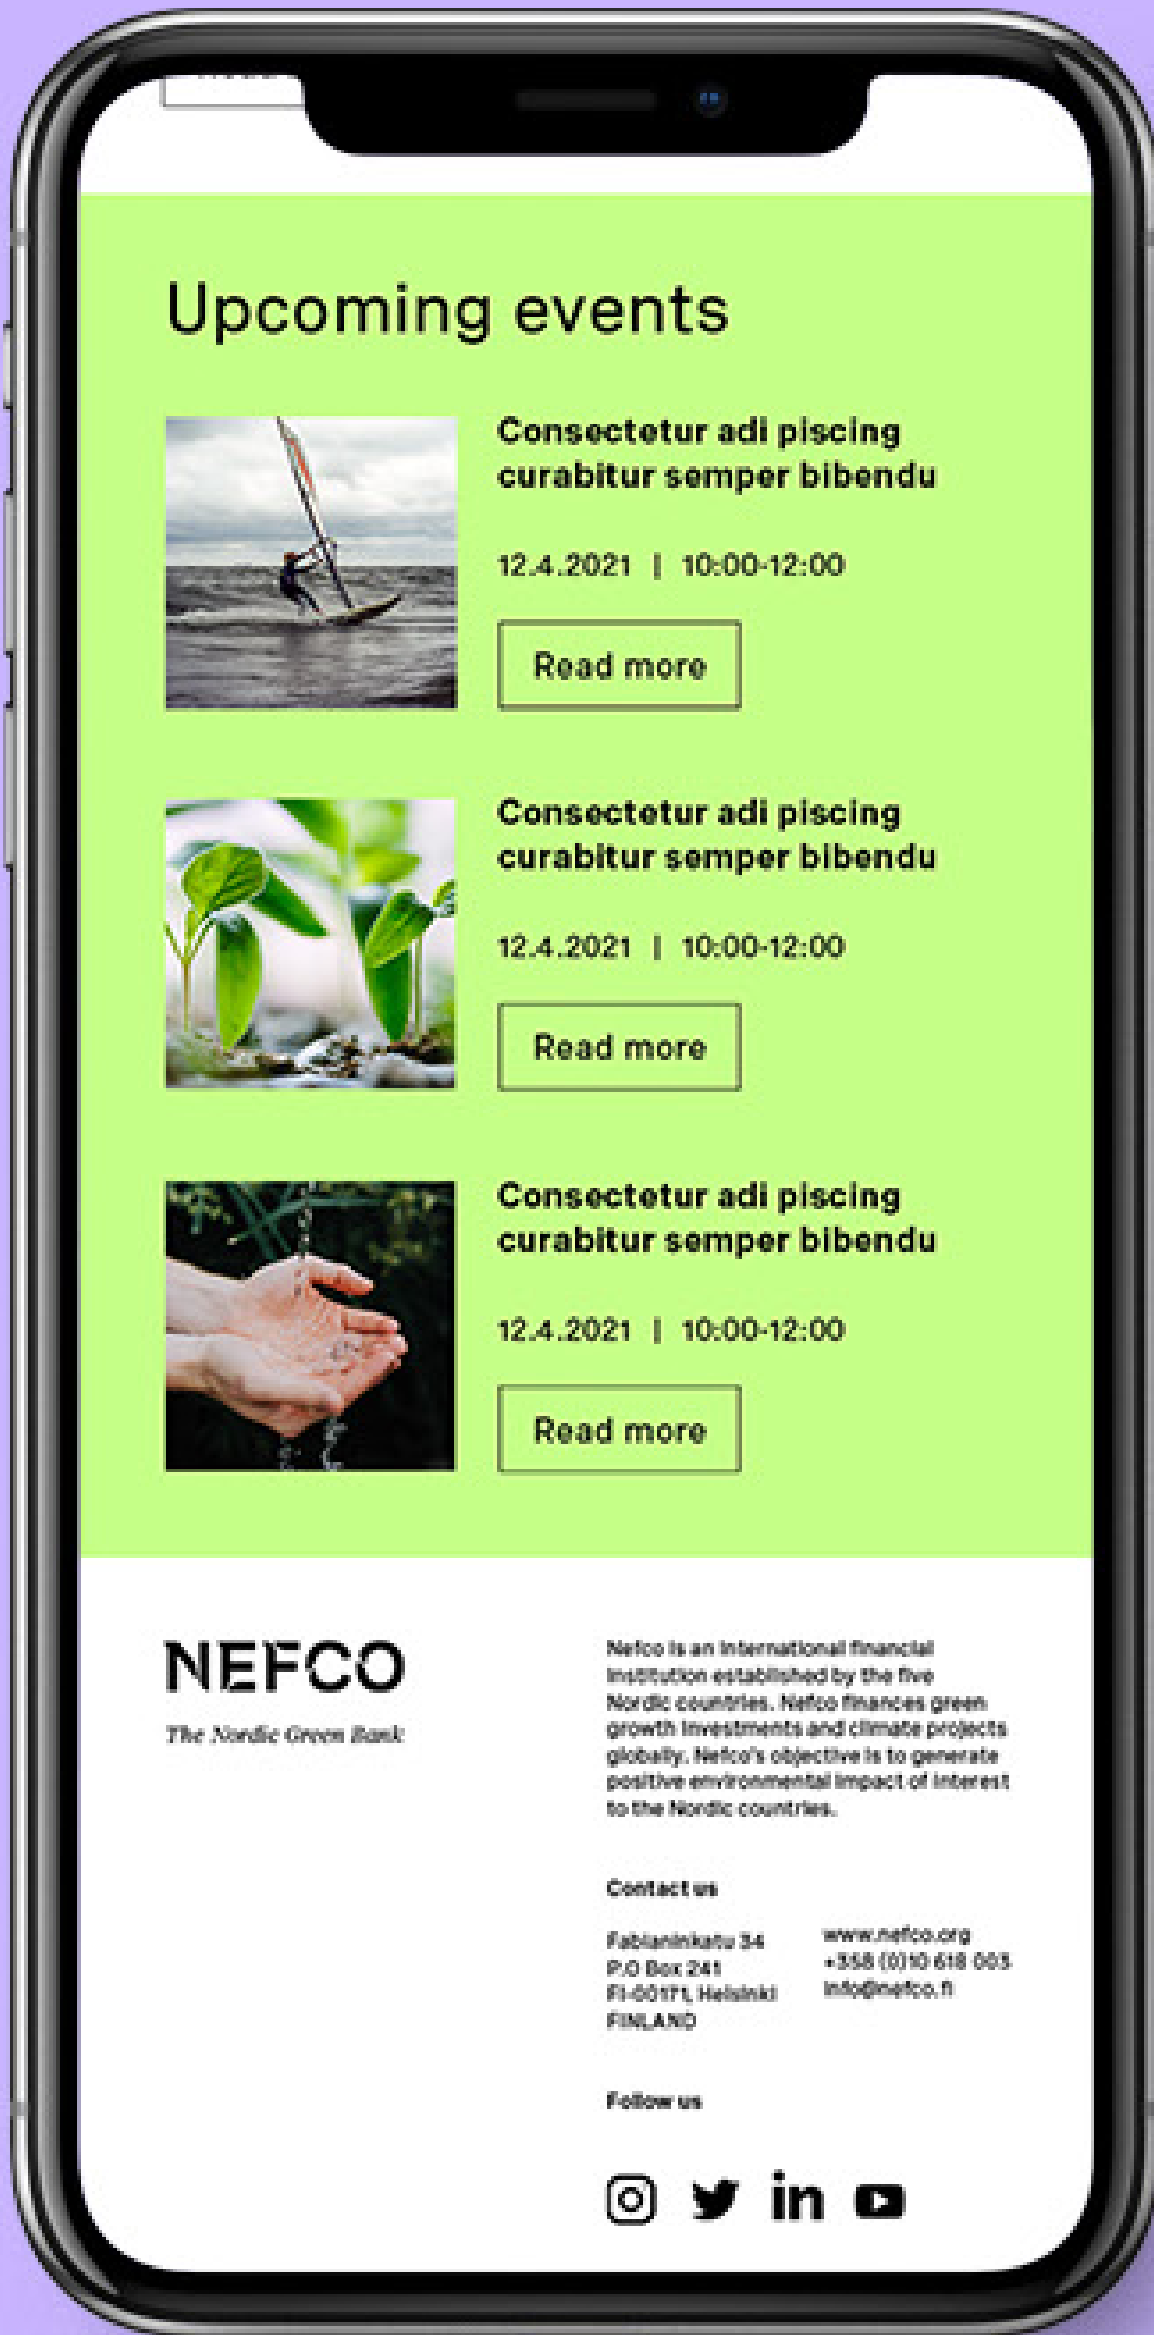 Upcoming events
Consectetur adi piscing
curabitur semper bibendu
12.4.2021 | 10:00-12:00
Read more
Consectetur adi piscing
curabitur semper bibendu
12.4.2021 | 10:00-12:00
Read more
Consectetur adi piscing
curabitur semper bibendu
12.4.2021 | 10:00-12:00
Read more
NEFCO
The Nordic Green Bank
Nefco is an international financial
institution established by the five
Nordic countries. Nefco finances green
growth investments and climate projects
globally. Nefco's objective is to generate
positive environmental impact of interest
to the Nordic countries.
Contact us
Fabianinkatu 34
P.O Box 241
FI-00171, Helsinki
FINLAND
www.nefco.org
+358 (0)10 618 003
info@nefco.fi
Follow us
in